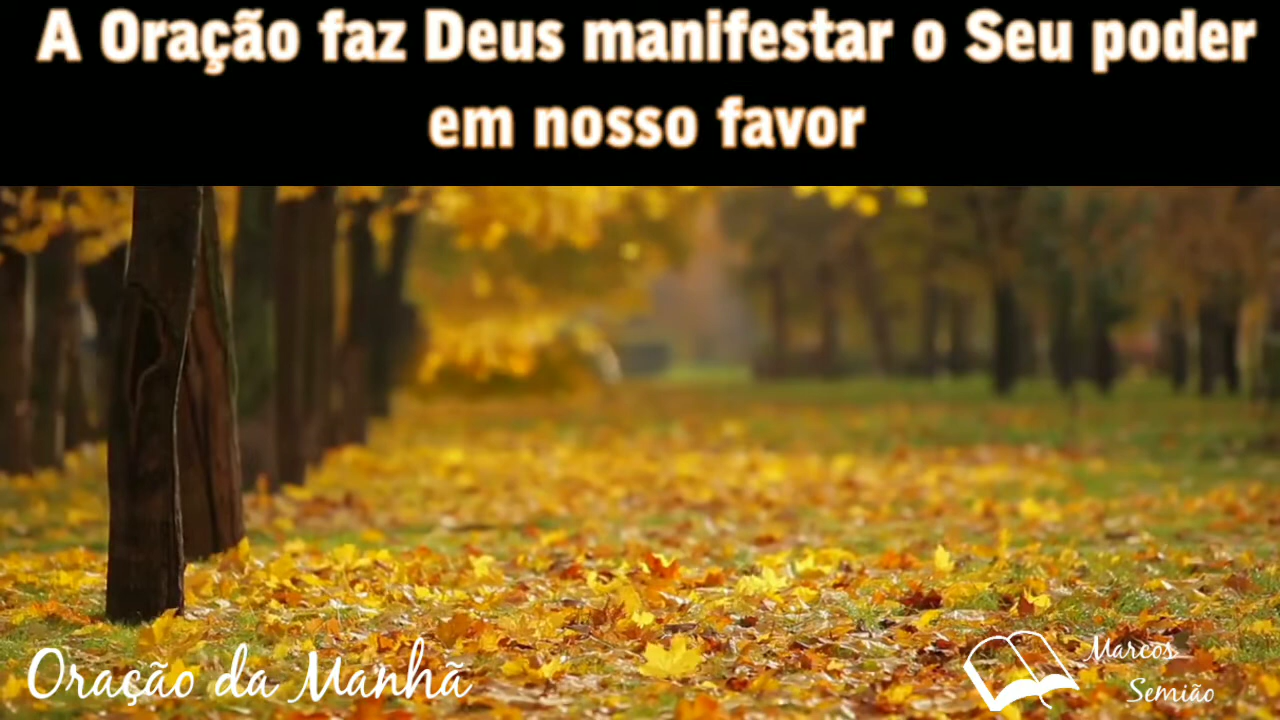 A Oração faz Deus manifestar o Seu poder
em nosso favor
Oração da Manhã
Marcos
Semião